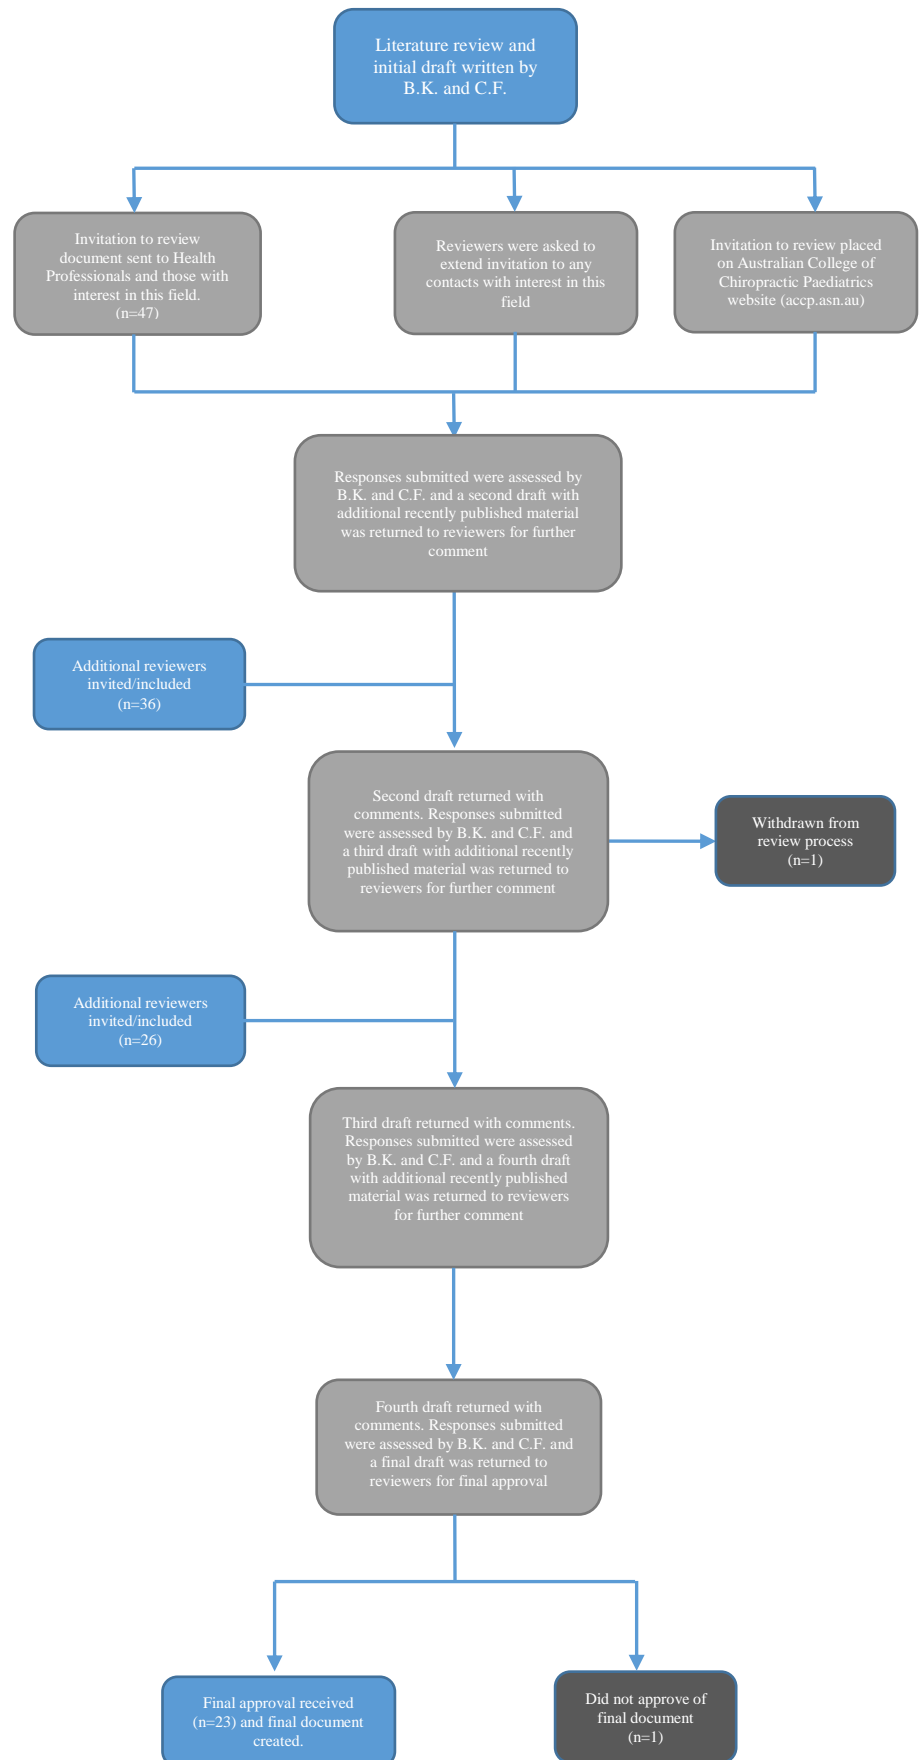 Literature review and
initial draft written by
B.K. and C.F.
Invitation to review
document sent to Health
Professionals and those with
interest in this field.
(n=47)
Reviewers were asked to
extend invitation to any
contacts with interest in this
field
Invitation to review placed
on Australian College of
Chiropractic Paediatrics
website (accp.asn.au)
Responses submitted were assessed by
B.K. and C.F. and a second draft with
additional recently published material
was returned to reviewers for further
comment
Additional reviewers
invited/included
(n=36)
Second draft returned with
comments. Responses submitted
were assessed by B.K. and C.F. and
a third draft with additional recently
published material was returned to
reviewers for further comment
Withdrawn from
review process
(n=1)
Additional reviewers
invited/included
(n=26)
Third draft returned with comments.
Responses submitted were assessed
by B.K. and C.F. and a fourth draft
with additional recently published
material was returned to reviewers
for further comment
Fourth draft returned with
comments. Responses submitted
were assessed by B.K. and C.F. and
a final draft was returned to
reviewers for final approval
Final approval received
(n=23) and final document
created.
Did not approve of
final document
(n=1)